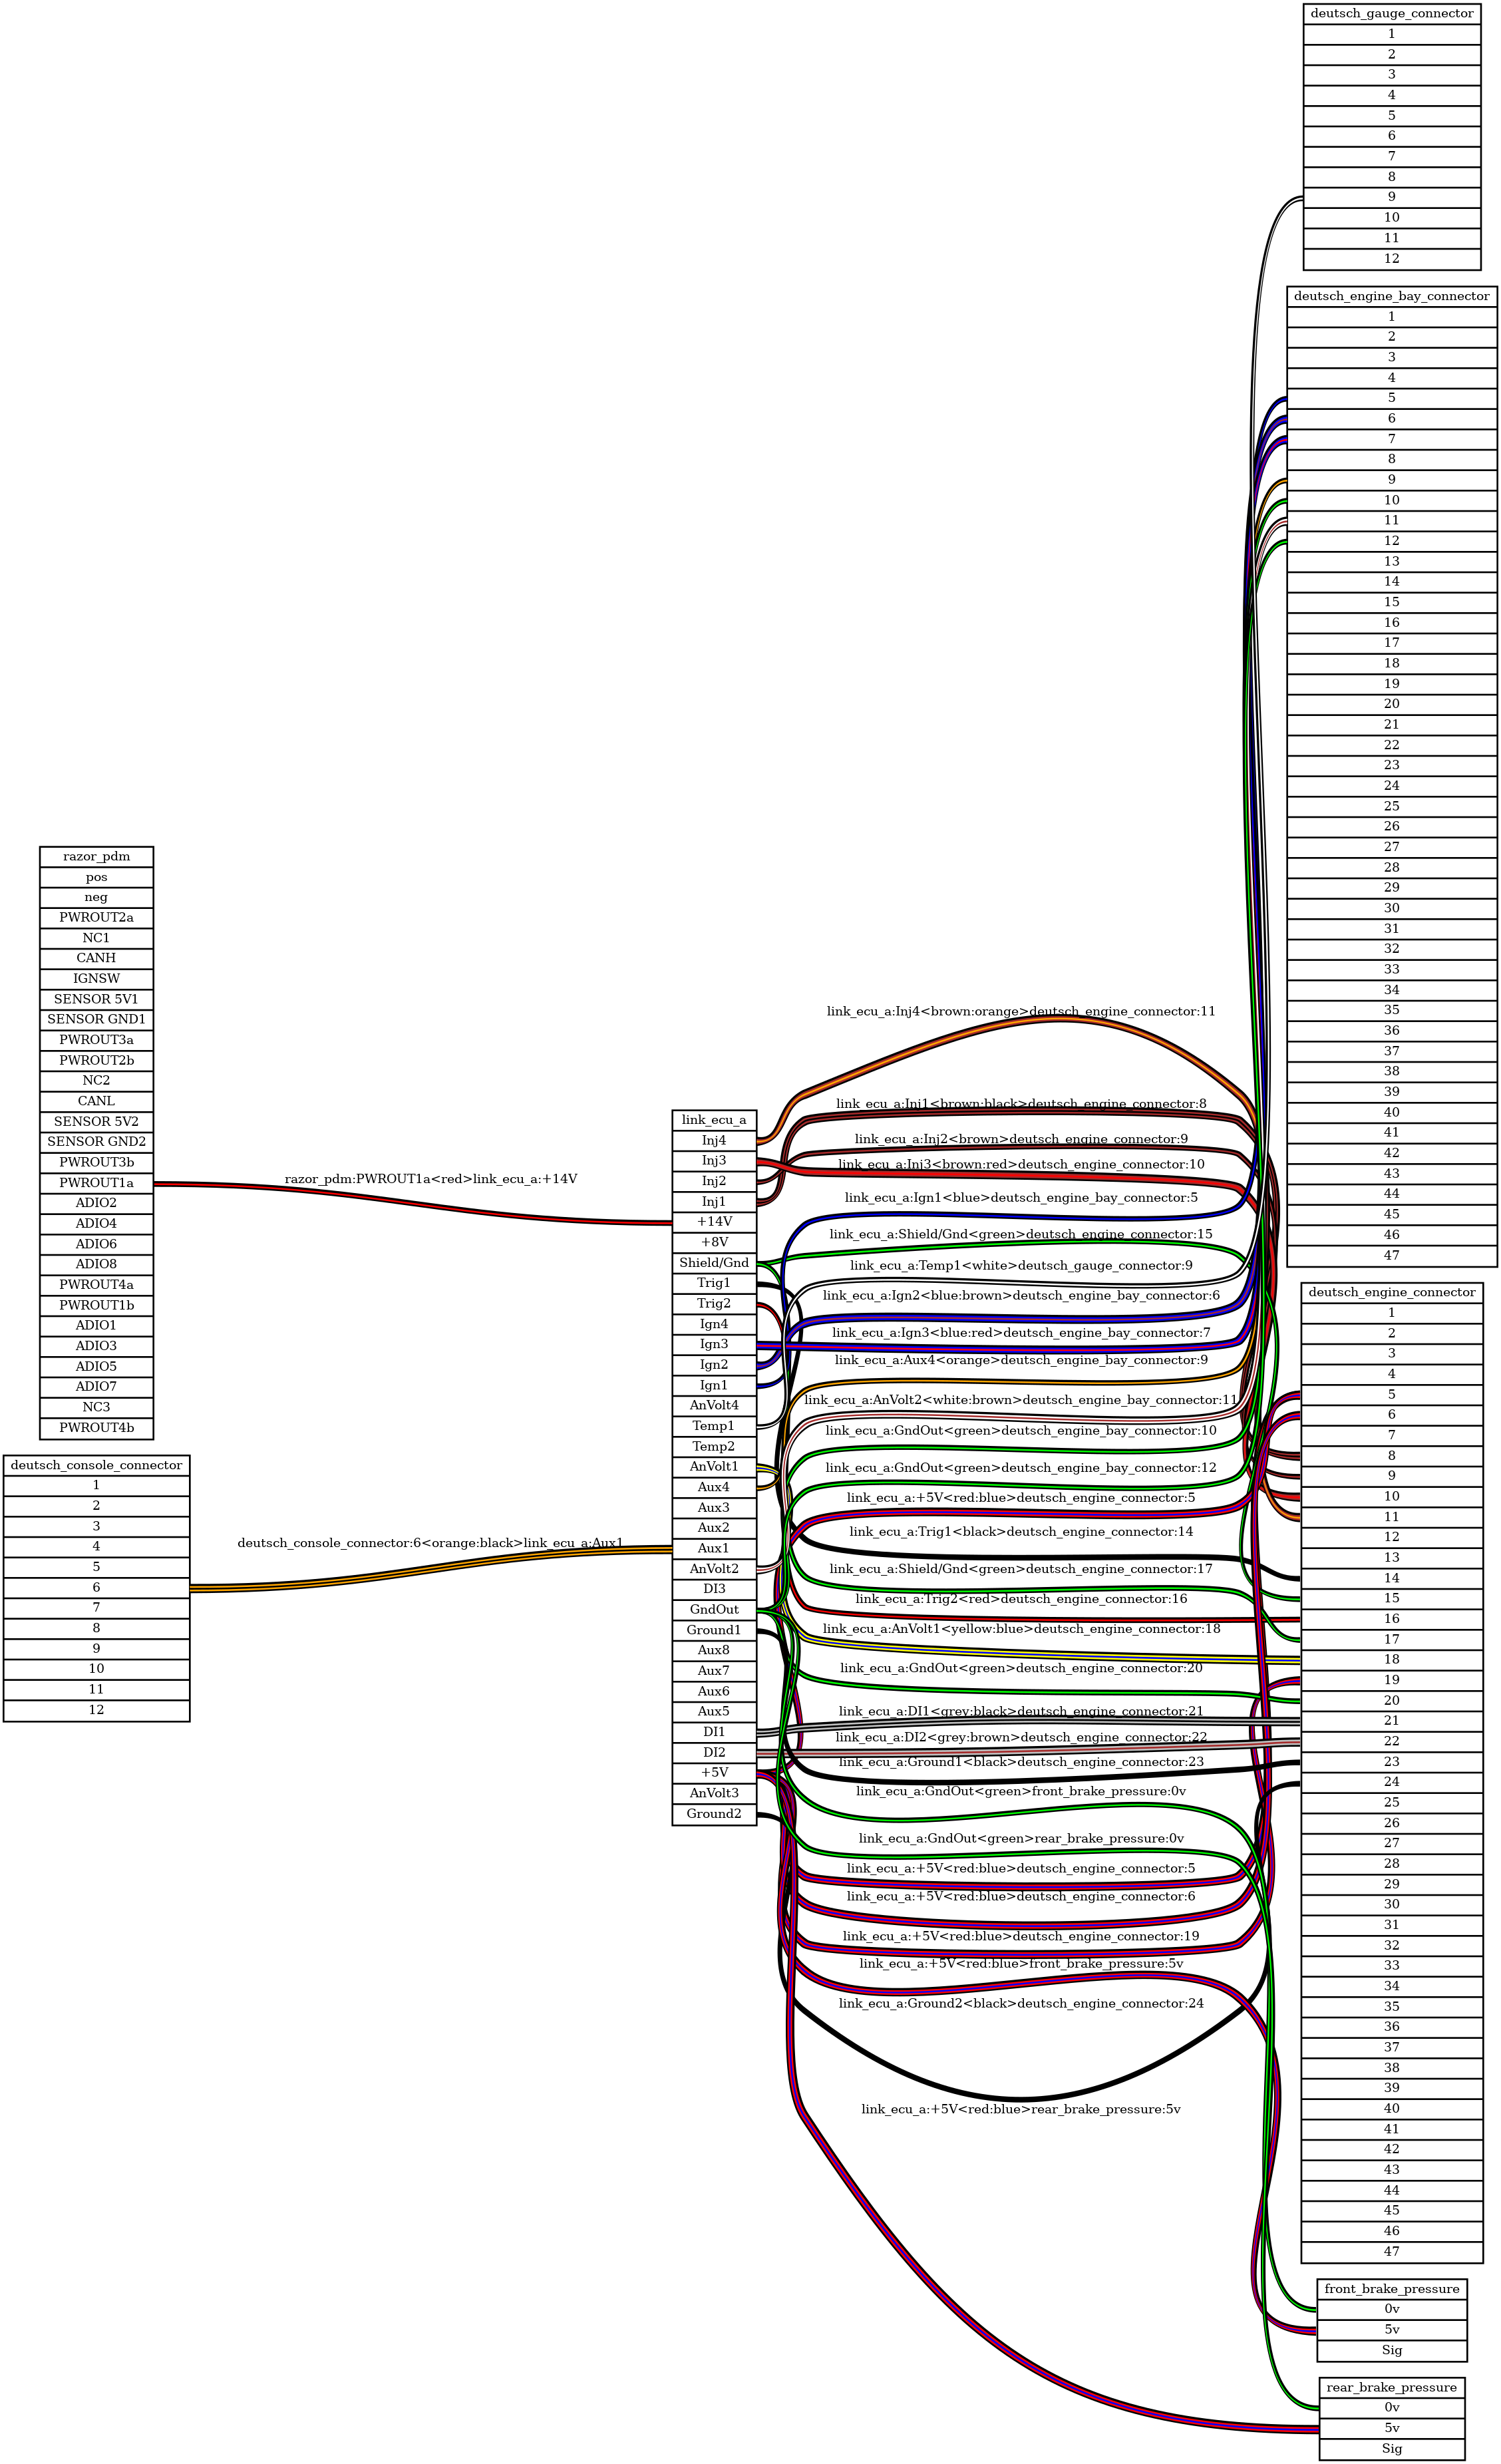 deutsch_gauge_connector
1
2
3
4
5
6
7
8
9
10
11
12
deutsch_engine_bay_connector
1
2
3
4
5
6
7
8
9
10
11
12
13
14
15
16
17
18
19
20
21
22
23
24
25
26
27
28
29
30
31
32
33
34
35
36
37
38
39
40
41
42
43
44
45
46
47
razor_pdm
pos
neg
PWROUT2a
NC1
CANH
IGNSW
SENSOR 5V1
SENSOR GND1
PWROUT3a
PWROUT2b
NC2
CANL
SENSOR 5V2
SENSOR GND2
PWROUT3b
PWROUT1a
ADIO2
ADIO4
ADIO6
ADIO8
PWROUT4a
PWROUT1b
ADIO1
ADIO3
ADIO5
ADIO7
NC3
PWROUT4b
deutsch_console_connector
1
2
3
4
5
6
7
8
9
10
11
12
razor_pdm:PWROUT1a<red>link_ecu_a:+14V
deutsch_console_connector:6<orange:black>link_ecu_a:Aux1
link_ecu_a
Inj4
Inj3
Inj2
Inj1
+14V
+8V
Shield/Gnd
Trig1
Trig2
Ign4
Ign3
Ign2
Ign1
AnVolt4
Temp1
Temp2
AnVolt1
Aux4
Aux3
Aux2
Aux1
AnVolt2
DI3
GndOut
Ground1
Aux8
Aux7
Aux6
Aux5
DI1
DI2
+5V
AnVolt3
Ground2
link_ecu_a:Inj4<brown:orange>deutsch_engine_connector:11
link_ecu_a:Inj1<brown:black>deutsch_engine_connector:8
link_ecu_a:Inj2<brown>deutsch_engine_connector:9
link_ecu_a:Inj3<brown:red>deutsch_engine_connector:10
link_ecu_a:Ign1<blue>deutsch_engine_bay_connector:5
link_ecu_a:Shield/Gnd<green>deutsch_engine_connector:15
link_ecu_a:Temp1<white>deutsch_gauge_connector:9
link_ecu_a:Ign2<blue:brown>deutsch_engine_bay_connector:6
link_ecu_a:Ign3<blue:red>deutsch_engine_bay_connector:7
link_ecu_a:Aux4<orange>deutsch_engine_bay_connector:9
link_ecu_a:AnVolt2<white:brown>deutsch_engine_bay_connector:11
link_ecu_a:GndOut<green>deutsch_engine_bay_connector:10
link_ecu_a:GndOut<green>deutsch_engine_bay_connector:12
link_ecu_a:+5V<red:blue>deutsch_engine_connector:5
link_ecu_a:Trig1<black>deutsch_engine_connector:14
link_ecu_a:Shield/Gnd<green>deutsch_engine_connector:17
link_ecu_a:Trig2<red>deutsch_engine_connector:16
link_ecu_a:AnVolt1<yellow:blue>deutsch_engine_connector:18
link_ecu_a:GndOut<green>deutsch_engine_connector:20
link_ecu_a:DI1<grey:black>deutsch_engine_connector:21
link_ecu_a:DI2<grey:brown>deutsch_engine_connector:22
link_ecu_a:Ground1<black>deutsch_engine_connector:23
link_ecu_a:GndOut<green>front_brake_pressure:0v
link_ecu_a:GndOut<green>rear_brake_pressure:0v
link_ecu_a:+5V<red:blue>deutsch_engine_connector:5
link_ecu_a:+5V<red:blue>deutsch_engine_connector:6
link_ecu_a:+5V<red:blue>deutsch_engine_connector:19
link_ecu_a:+5V<red:blue>front_brake_pressure:5v
link_ecu_a:Ground2<black>deutsch_engine_connector:24
link_ecu_a:+5V<red:blue>rear_brake_pressure:5v
deutsch_engine_connector
1
2
3
4
5
6
7
8
9
10
11
12
13
14
15
16
17
18
19
20
21
22
23
24
25
26
27
28
29
30
31
32
33
34
35
36
37
38
39
40
41
42
43
44
45
46
47
front_brake_pressure
0v
5v
Sig
rear_brake_pressure
0v
5v
Sig